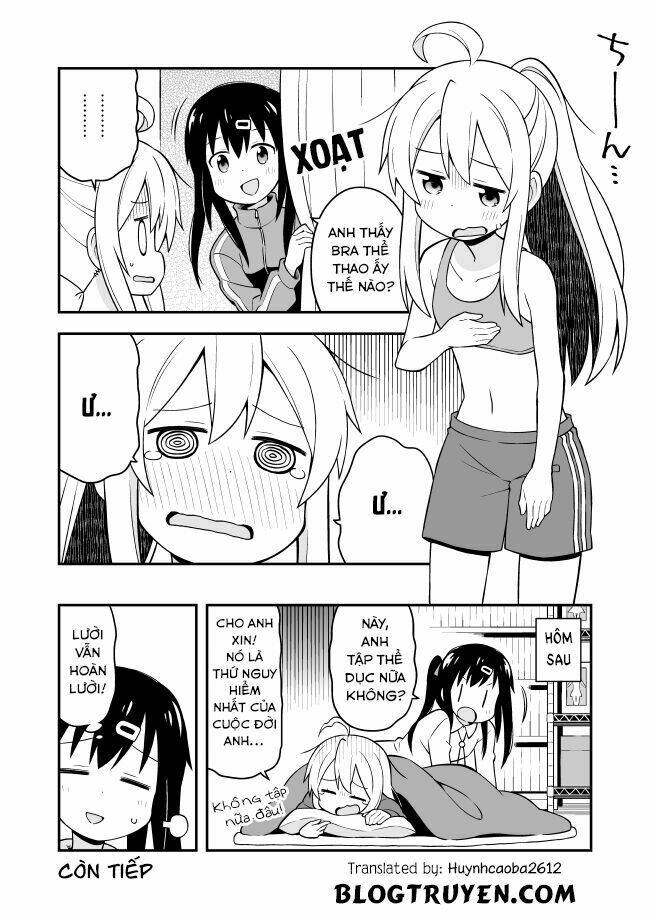 ちーん…
XOẠT
ANH THẤY
BRA THỂ
THAO ẤY
THẾ NÀO?
.......
Ư...
Ư...
HÔM
SAU
NÀY,
ANH
TẬP THỂ
DỤC NỮA
KHÔNG?
CHO ANH
XIN!
NÓ LÀ
THỨ NGUY
HIỂM
NHẤT CỦA
CUỘC ĐỜI
ANH...
Không tập
nữa đâu!
LƯỜI
VẪN
HOÀN
LƯỜI!
CÒN TIẾP
Translated by: Huynhcaoba2612
BLOGTRUYEN.COM